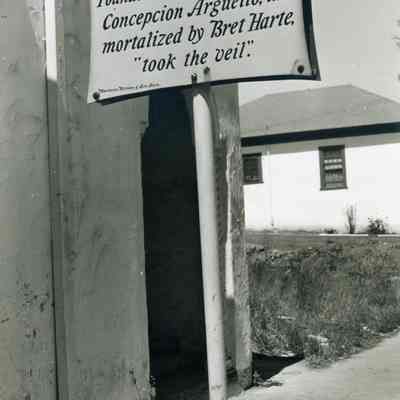 Concepcion Arguello,
mortalized by Bret Harte,
"took the veil".